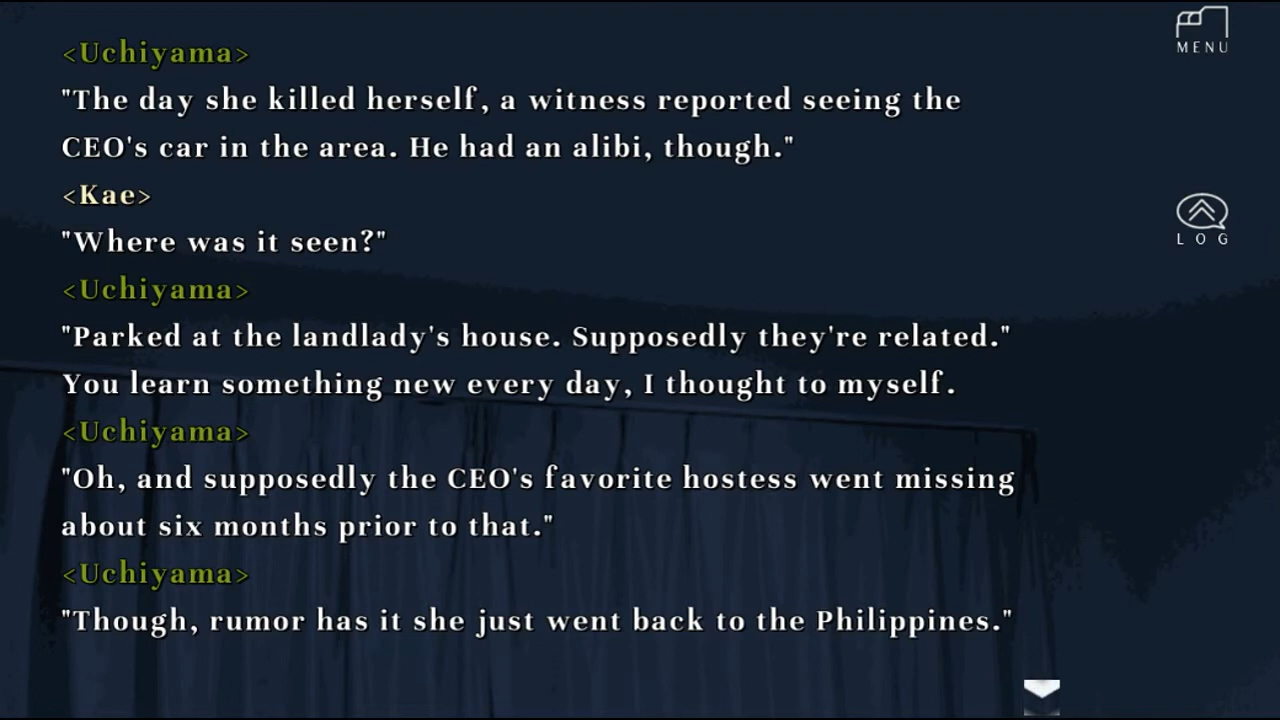 MENU
<Uchiyama>
"The day she killed herself, a witness reported seeing the
CEO's car in the area. He had an alibi, though."
<Kae>
"Where was it seen?"
LOG
<Uchiyama>
"Parked at the landlady's house. Supposedly they're related."
You learn something new every day, I thought to myself.
<Uchiyama>
"Oh, and supposedly the CEO's favorite hostess went missing
about six months prior to that."
<Uchiyama>
"Though, rumor has it she just went back to the Philippines."